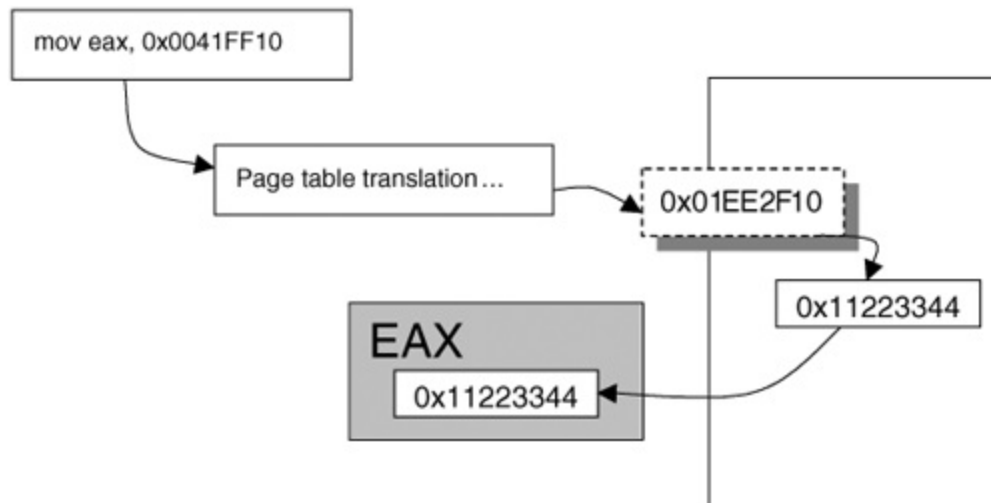 mov eax, 0x0041FF10
Page table translation...
0x01EE2F10
0x11223344
EAX
0x11223344